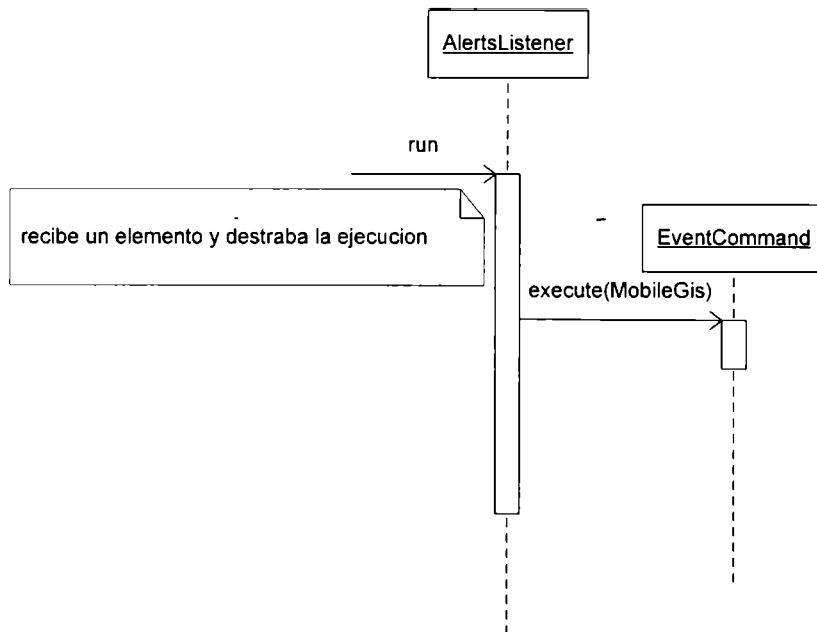 AlertsListener
run
recibe un elemento y destraba la ejecucion
EventCommand
execute(MobileGis)